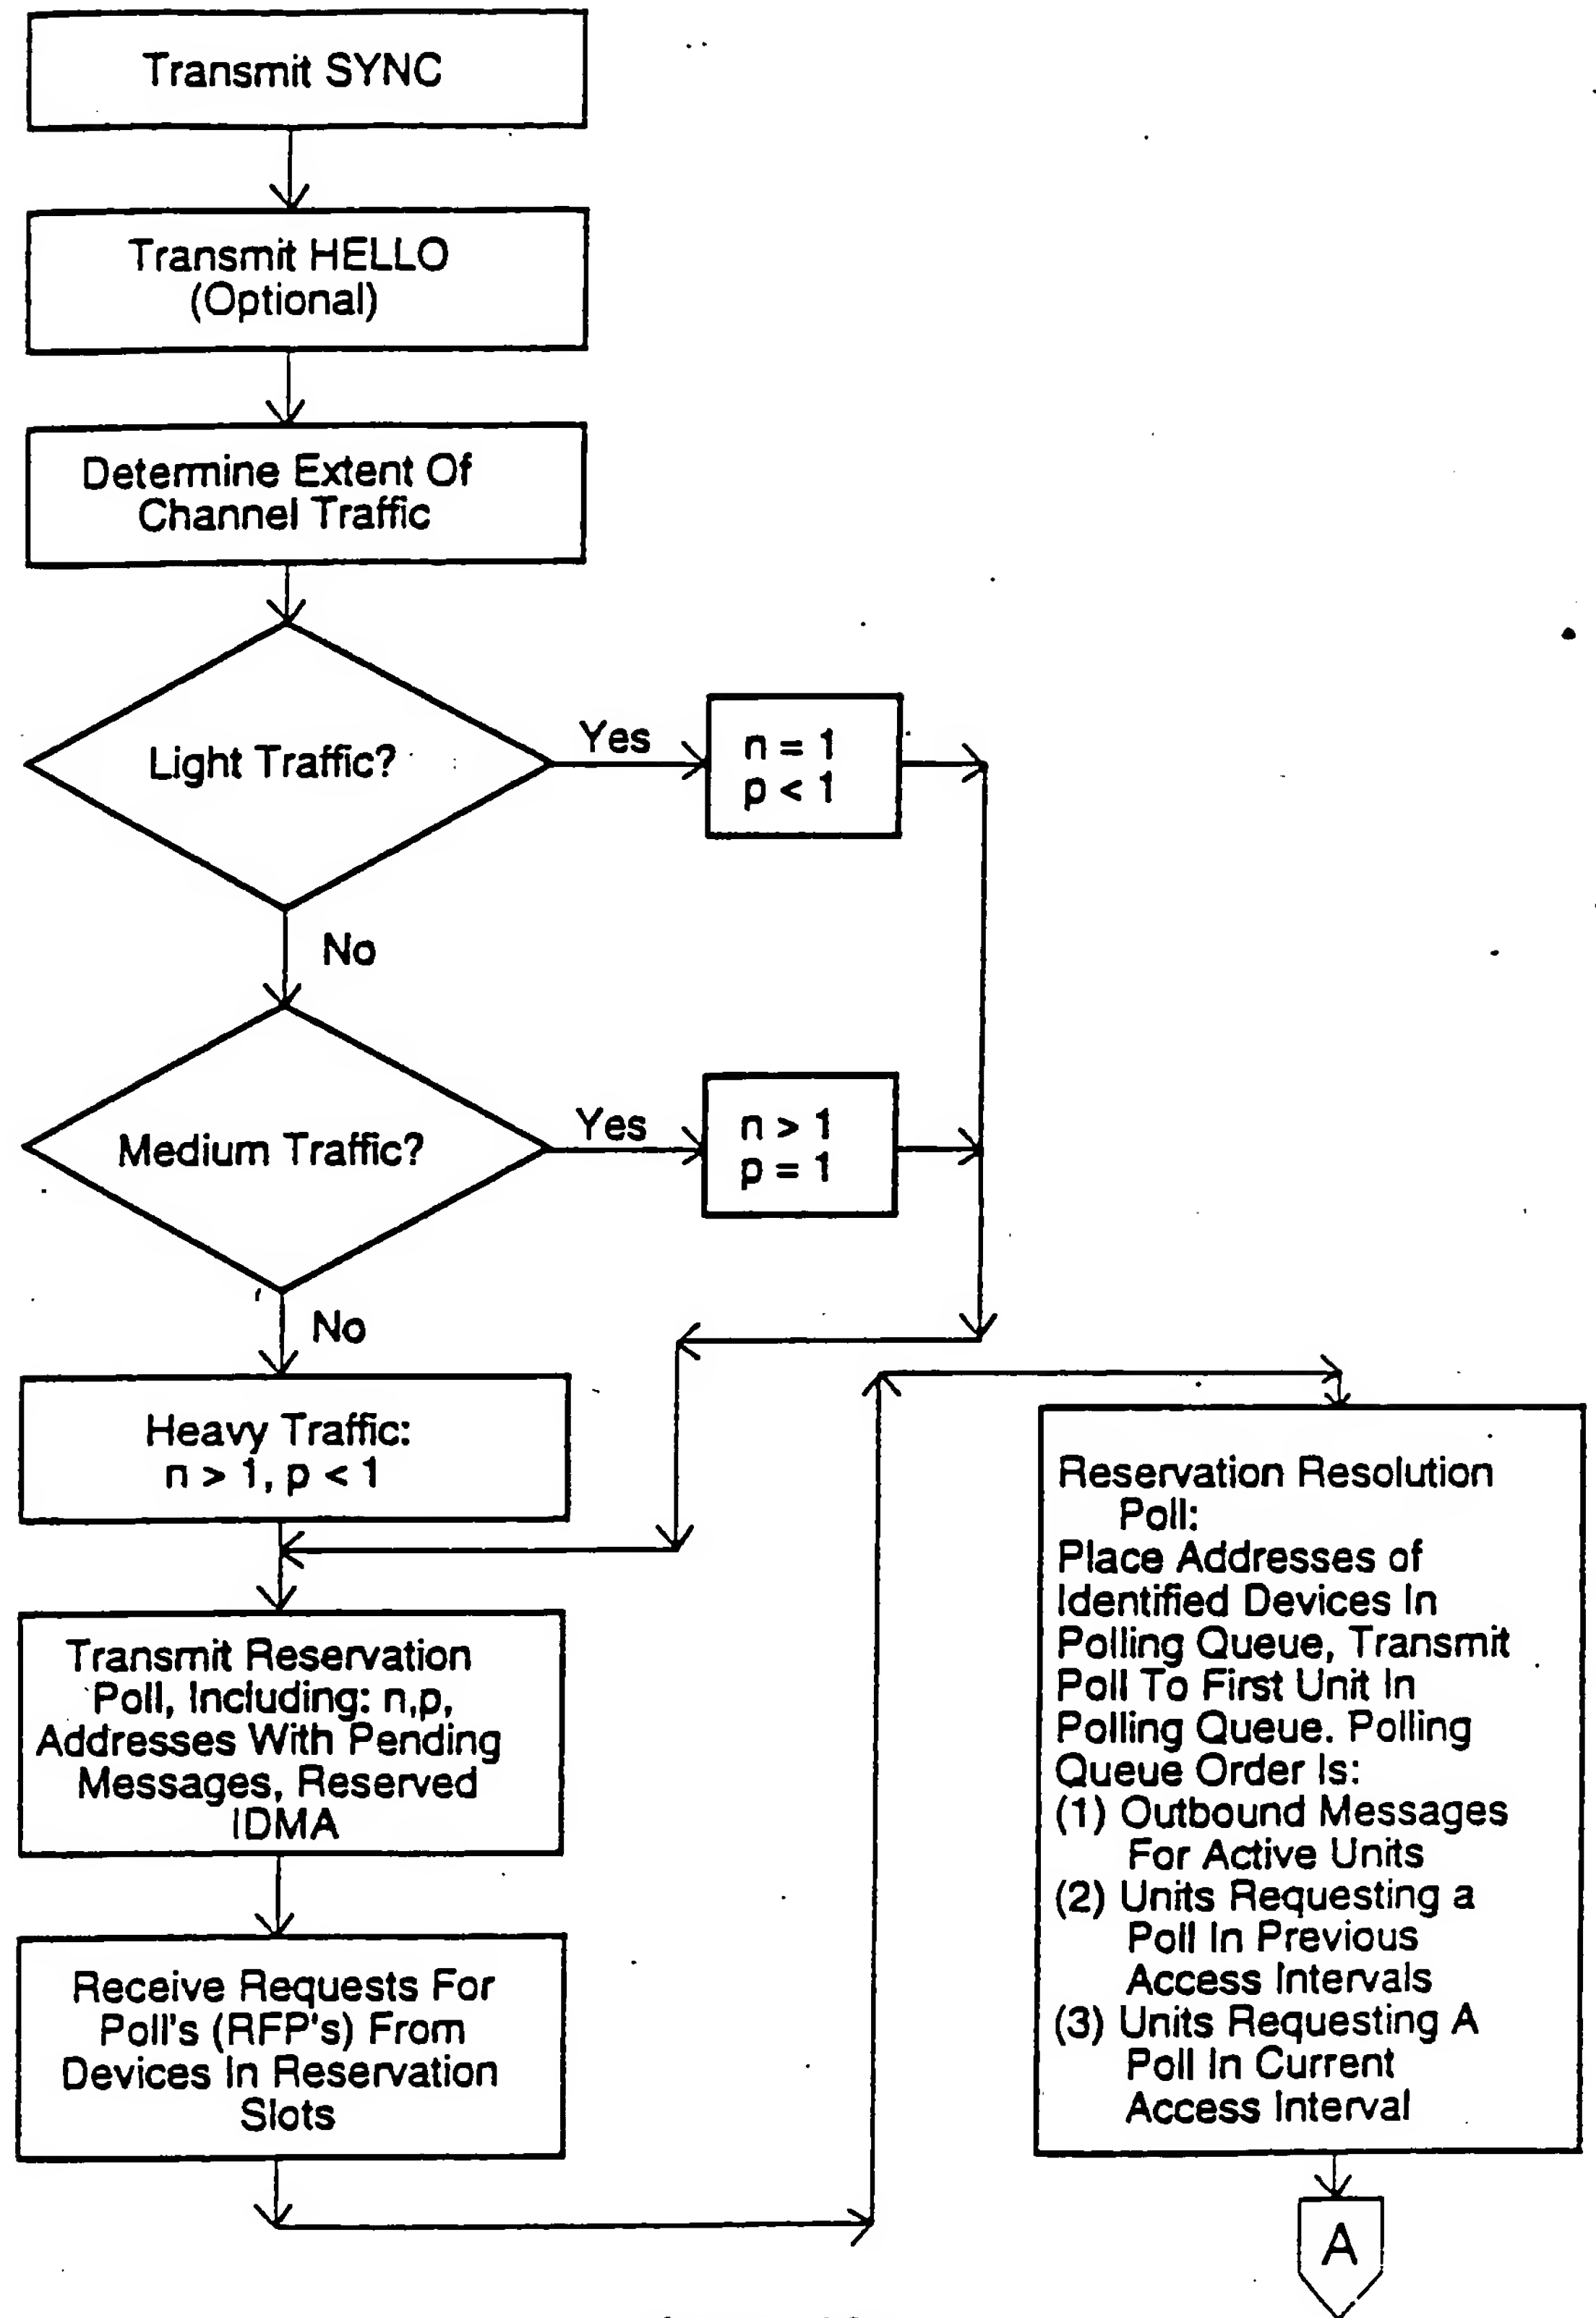 Transmit SYNC
Transmit HELLO
(Optional)
Determine Extent Of
Channel Traffic
Light Traffic?
Yes
n = 1
p < 1
No
Medium Traffic?
Yes
n > 1
p = 1
No
Heavy Traffic:
n > 1, p < 1
Transmit Reservation
Poll, Including: n,p,
Addresses With Pending
Messages, Reserved
IDMA
Receive Requests For
Poll's (RFP's) From
Devices In Reservation
Slots
Reservation Resolution
Poll:
Place Addresses of
Identified Devices In
Polling Queue, Transmit
Poll To First Unit In
Polling Queue. Polling
Queue Order Is:
(1) Outbound Messages
For Active Units
(2) Units Requesting a
Poll In Previous
Access Intervals
(3) Units Requesting A
Poll In Current
Access Interval
A